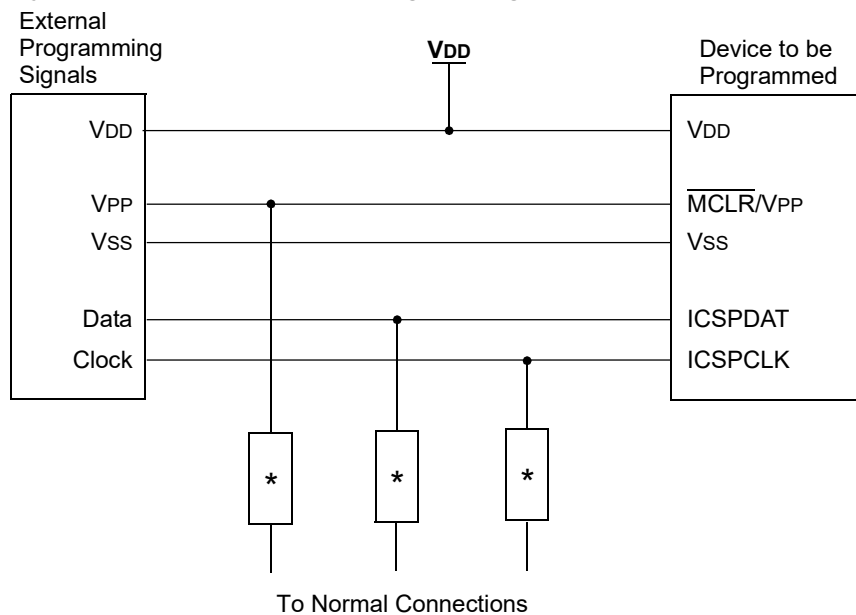 External
Programming
Signals
VDD
Device to be
Programmed
VDD
VDD
VPP
MCLR/VPP
VSS
VSS
Data
ICSPDAT
Clock
ICSPCLK
*
*
*
To Normal Connections